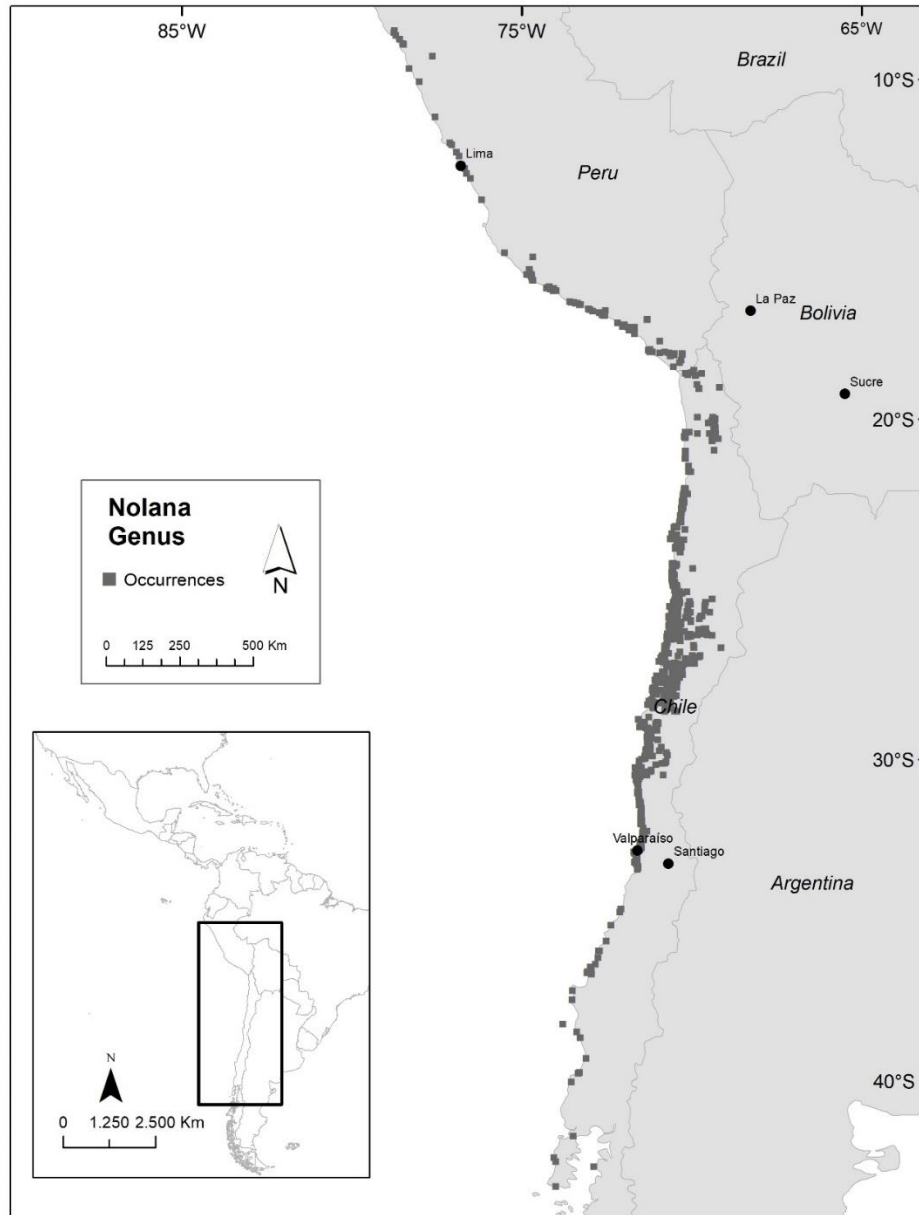 85°W
75°W
65°W
Brazil
10°S
Lima
Peru
La Paz
Bolivia
Sucre
20°S
Nolana
Genus
Occurrences
N
0 125 250 500 Km
Chile
30°S
Valparaíso
Santiago
Argentina
N
0 1.250 2.500 Km
40°S